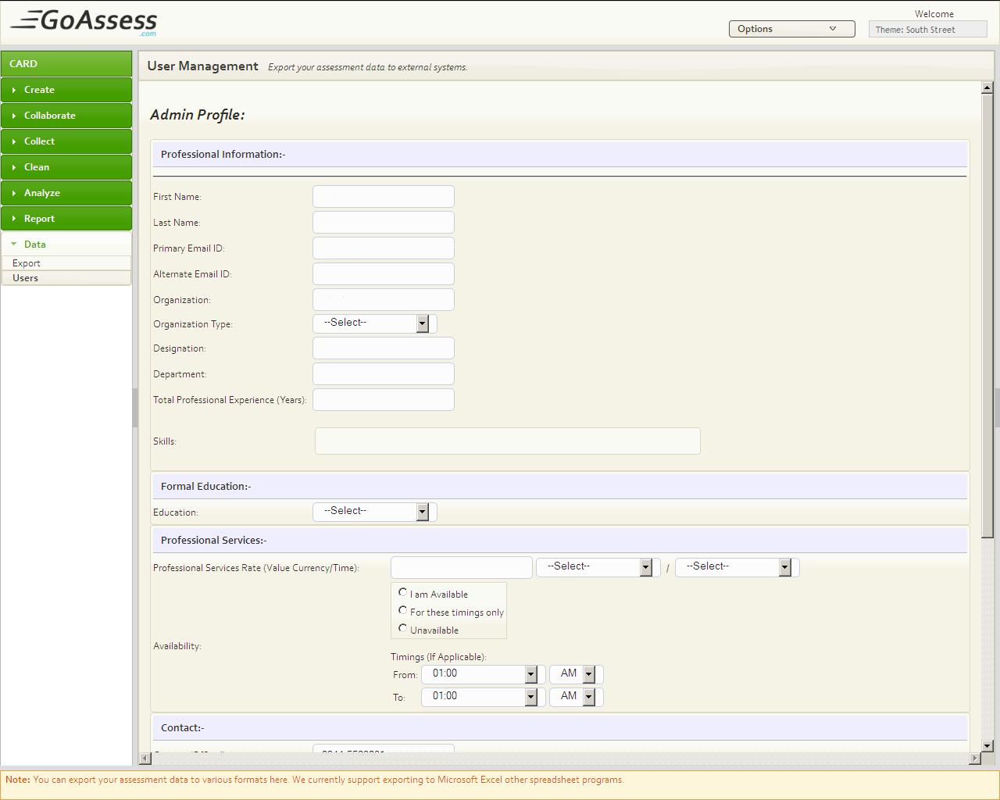 GoAssess
.com
Welcome
Options
Theme: South Street
CARD
Create
Collaborate
Collect
Clean
Analyze
Report
Data
Export
Users
User Management Export your assessment data to external systems.
Admin Profile:
Professional Information:-
First Name:
Last Name:
Primary Email ID:
Alternate Email ID:
Organization:
Organization Type: --Select--
Designation:
Department:
Total Professional Experience (Years):
Skills:
Formal Education:-
Education: --Select--
Professional Services:-
Professional Services Rate (Value Currency/Time): --Select-- / --Select--
I am Available
For these timings only
Unavailable
Availability:
Timings (If Applicable):
From: 01:00 AM
To: 01:00 AM
Contact:-
Note: You can export your assessment data to various formats here. We currently support exporting to Microsoft Excel other spreadsheet programs.